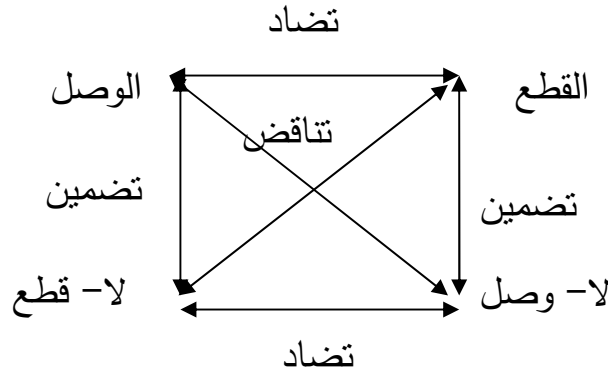 تضاد
القطع الوصل
تناقض
تضمين تضمين
لا– وصل لا– قطع
تضاد